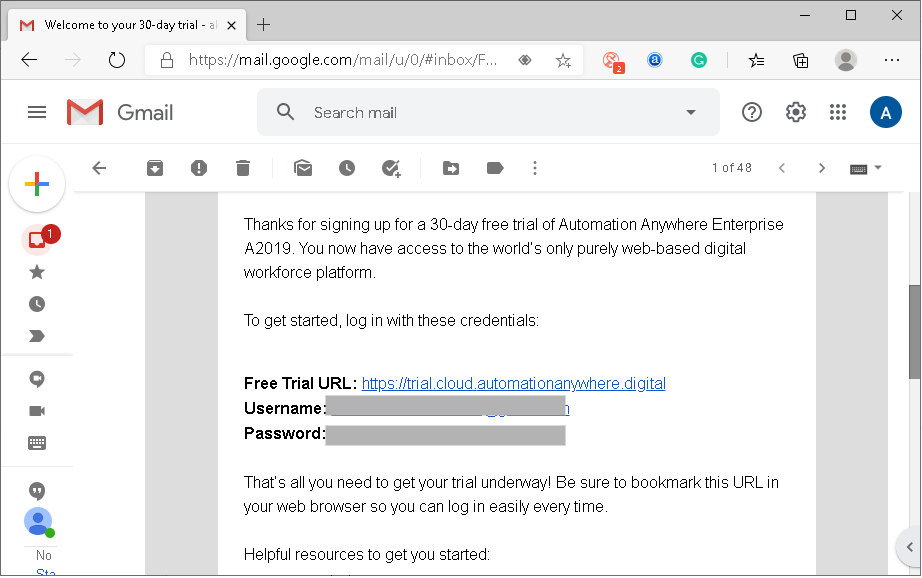 Welcome to your 30-day trial - al
https://mail.google.com/mail/u/0/#inbox/F...
2
a
G
Gmail
Search mail
A
1 of 48
1
Thanks for signing up for a 30-day free trial of Automation Anywhere Enterprise
A2019. You now have access to the world's only purely web-based digital
workforce platform.
To get started, log in with these credentials:
Free Trial URL: https://trial.cloud.automationanywhere.digital
Username:
Password:
That's all you need to get your trial underway! Be sure to bookmark this URL in
your web browser so you can log in easily every time.
Helpful resources to get you started:
No
Sta